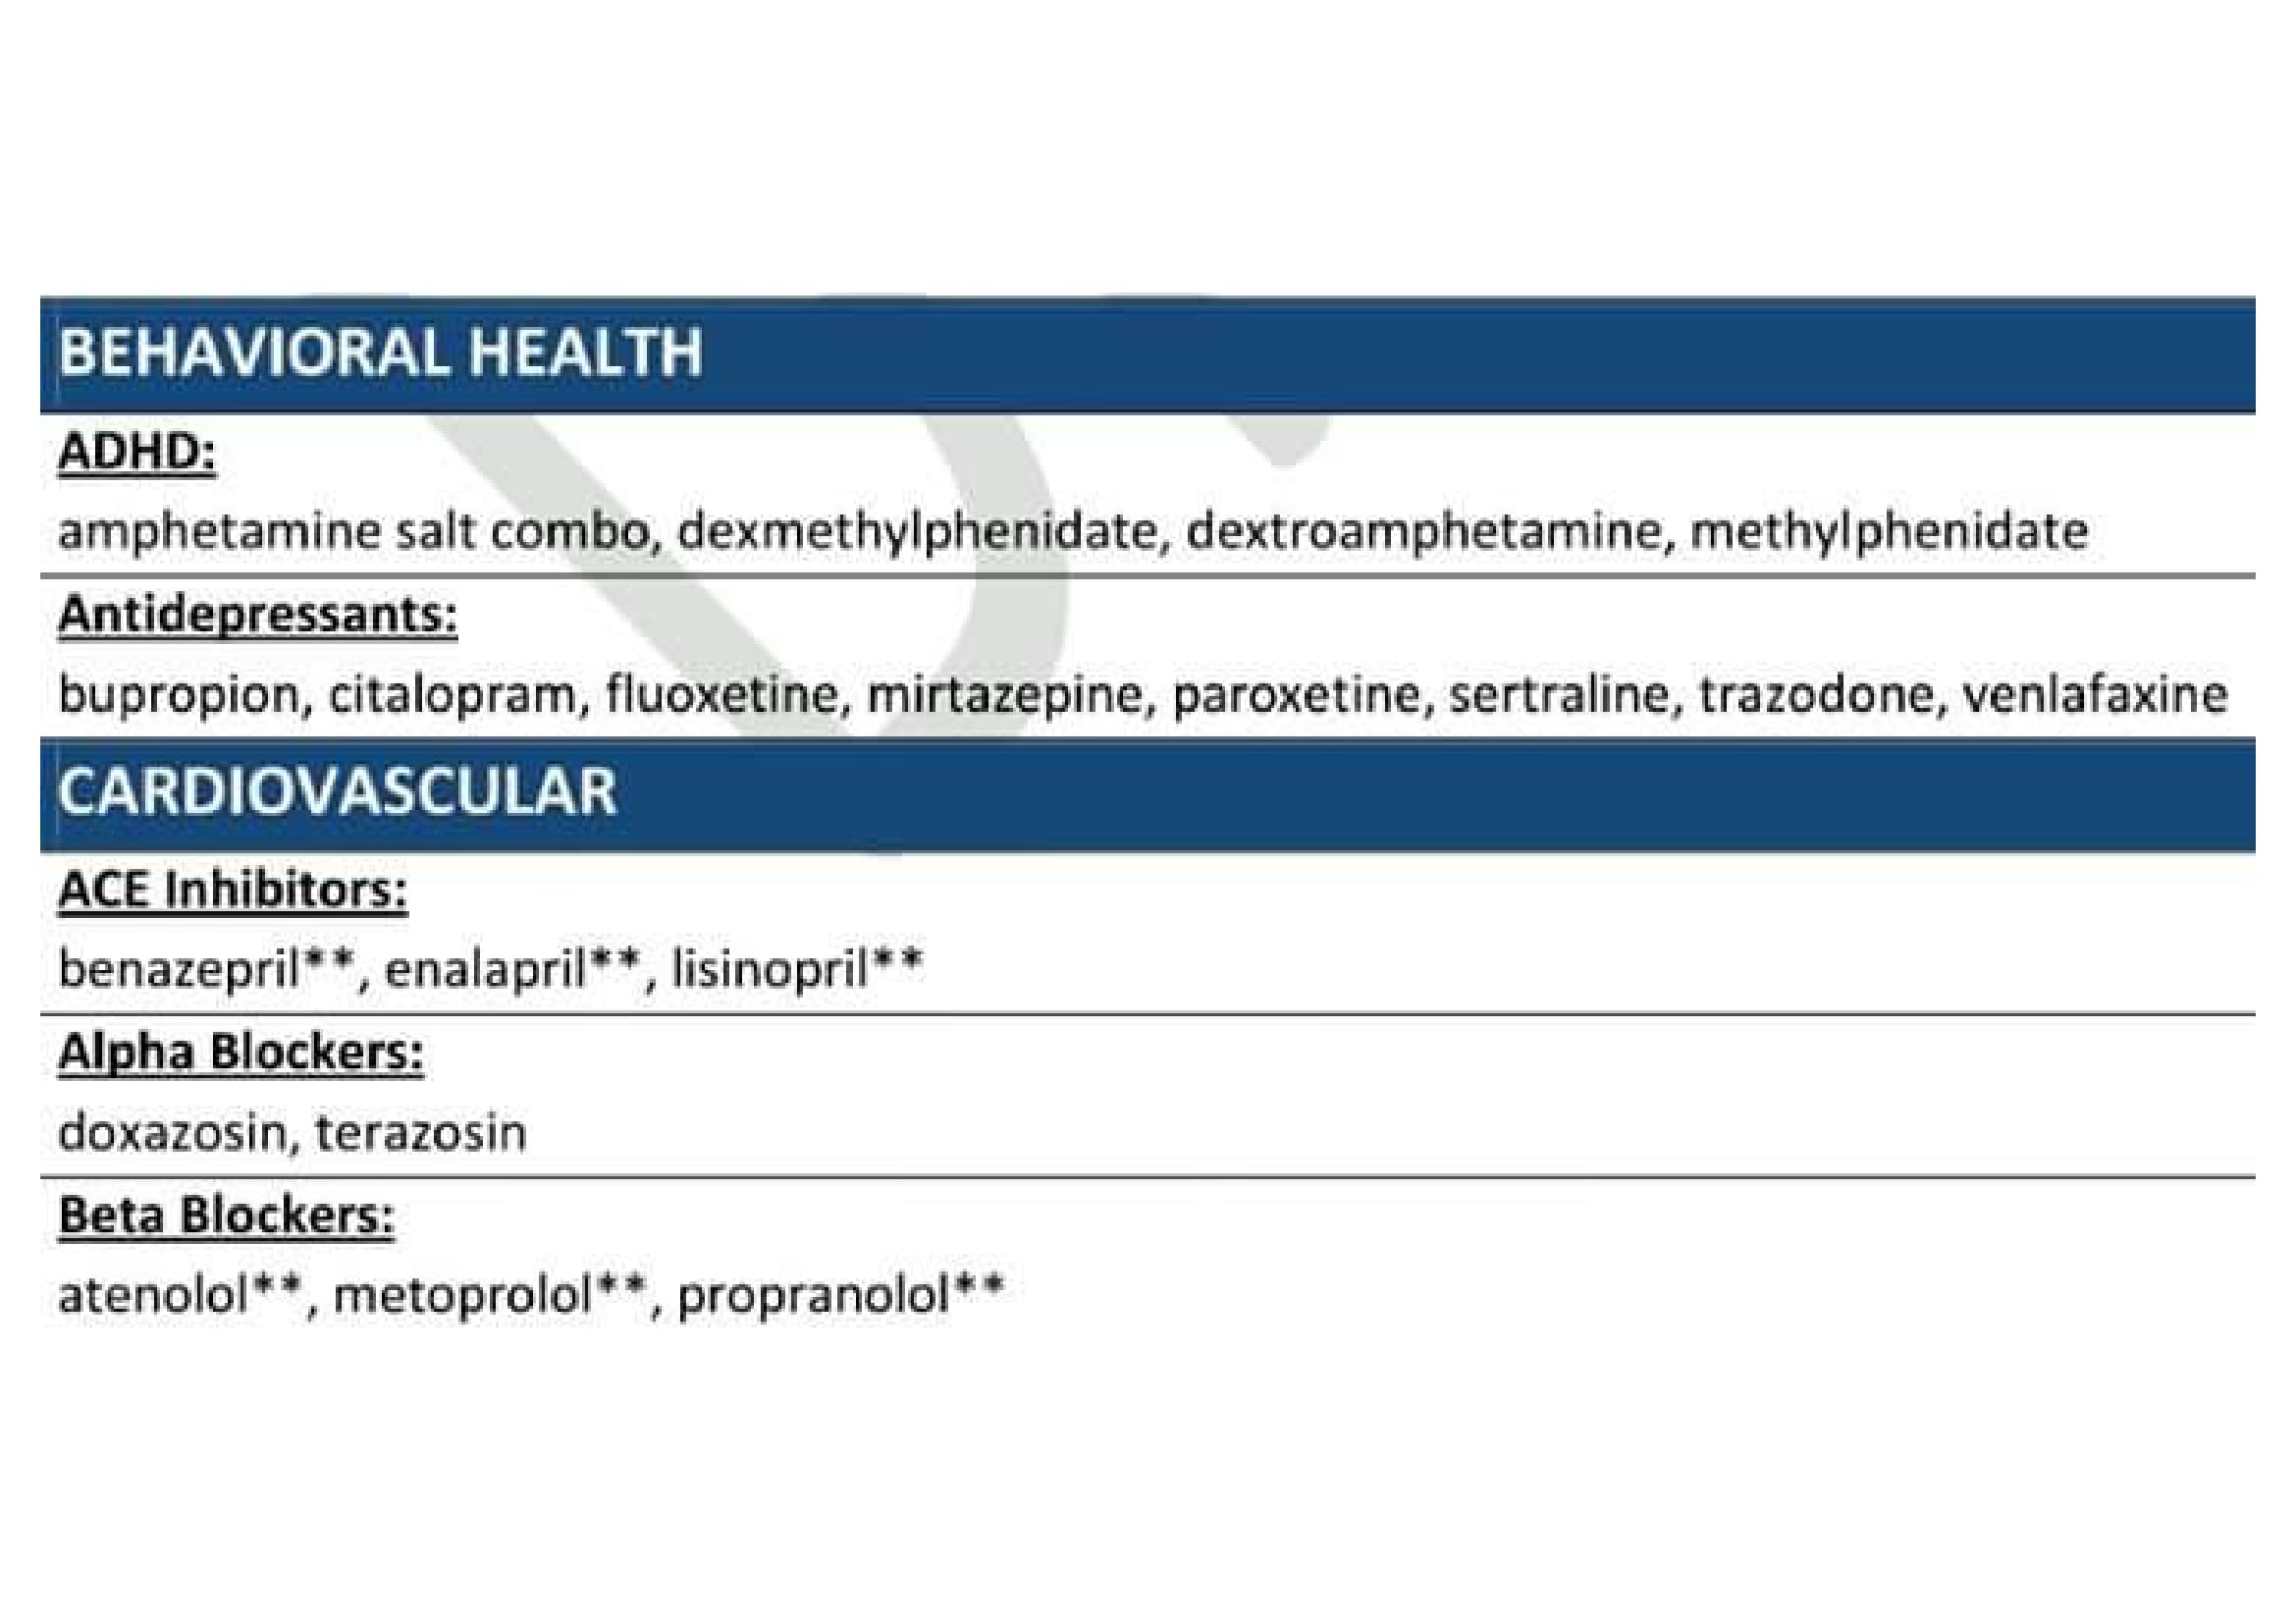 BEHAVIORAL HEALTH
ADHD:
amphetamine salt combo, dexmethylphenidate, dextroamphetamine, methylphenidate
Antidepressants:
bupropion, citalopram, fluoxetine, mirtazepine, paroxetine, sertraline, trazodone, venlafaxine
CARDIOVASCULAR
ACE Inhibitors:
benazepril**, enalapril**, lisinopril**
Alpha Blockers:
doxazosin, terazosin
Beta Blockers:
atenolol**, metoprolol**, propranolol**